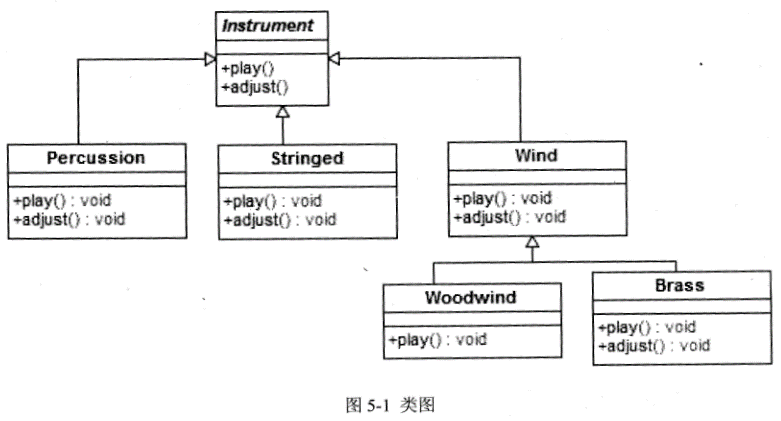 Instrument
+play()
+adjust()
Percussion
+play() : void
+adjust() : void
Stringed
+play() : void
+adjust() : void
Wind
+play() : void
+adjust() : void
Woodwind
+play() : void
Brass
+play() : void
+adjust() : void
图 5-1 类图